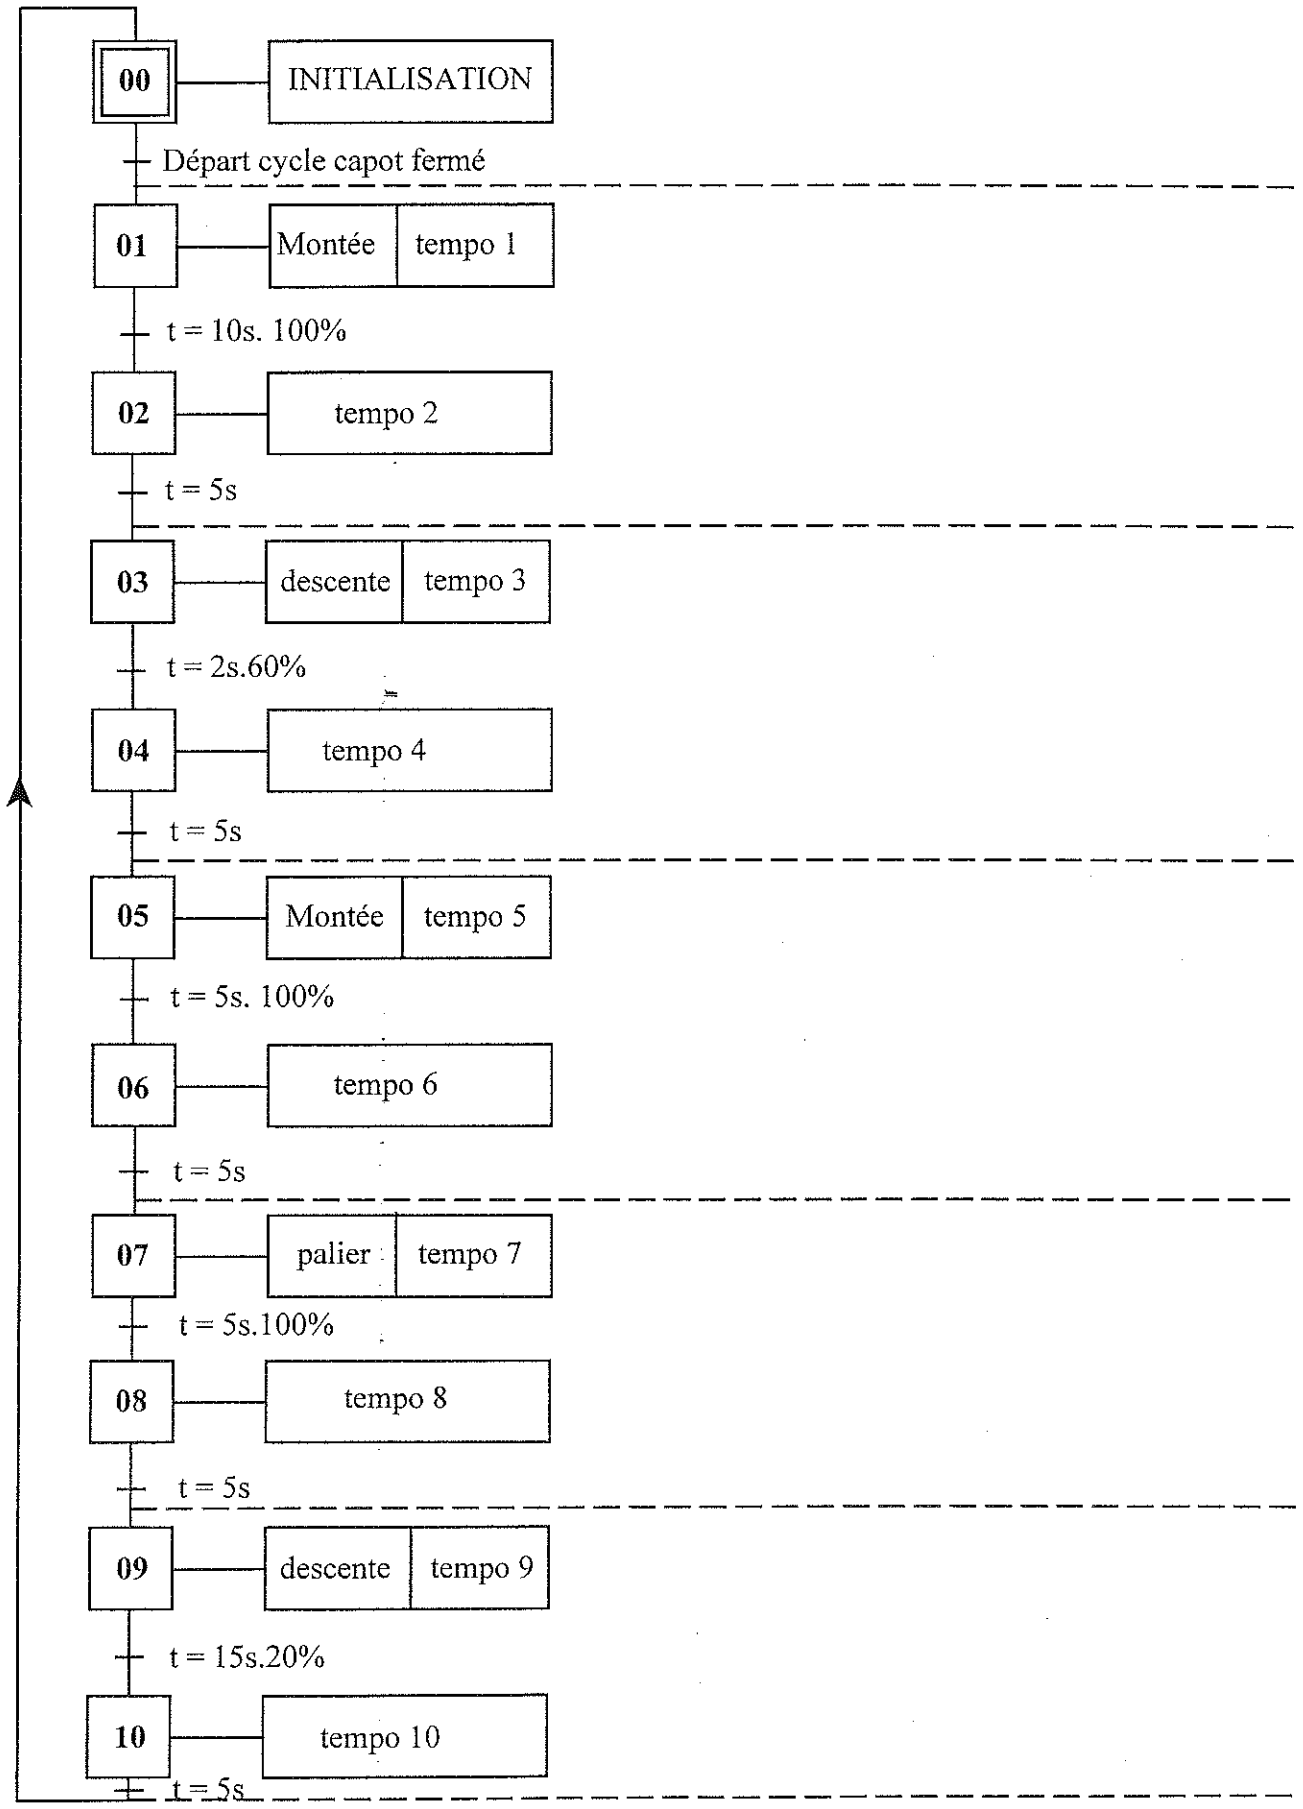 00 INITIALISATION
Départ cycle capot fermé
01 Montée tempo 1
t = 10s. 100%
02 tempo 2
t = 5s
03 descente tempo 3
t = 2s.60%
04 tempo 4
t = 5s
05 Montée tempo 5
t = 5s. 100%
06 tempo 6
t = 5s
07 palier tempo 7
t = 5s.100%
08 tempo 8
t = 5s
09 descente tempo 9
t = 15s.20%
10 tempo 10
t = 5s